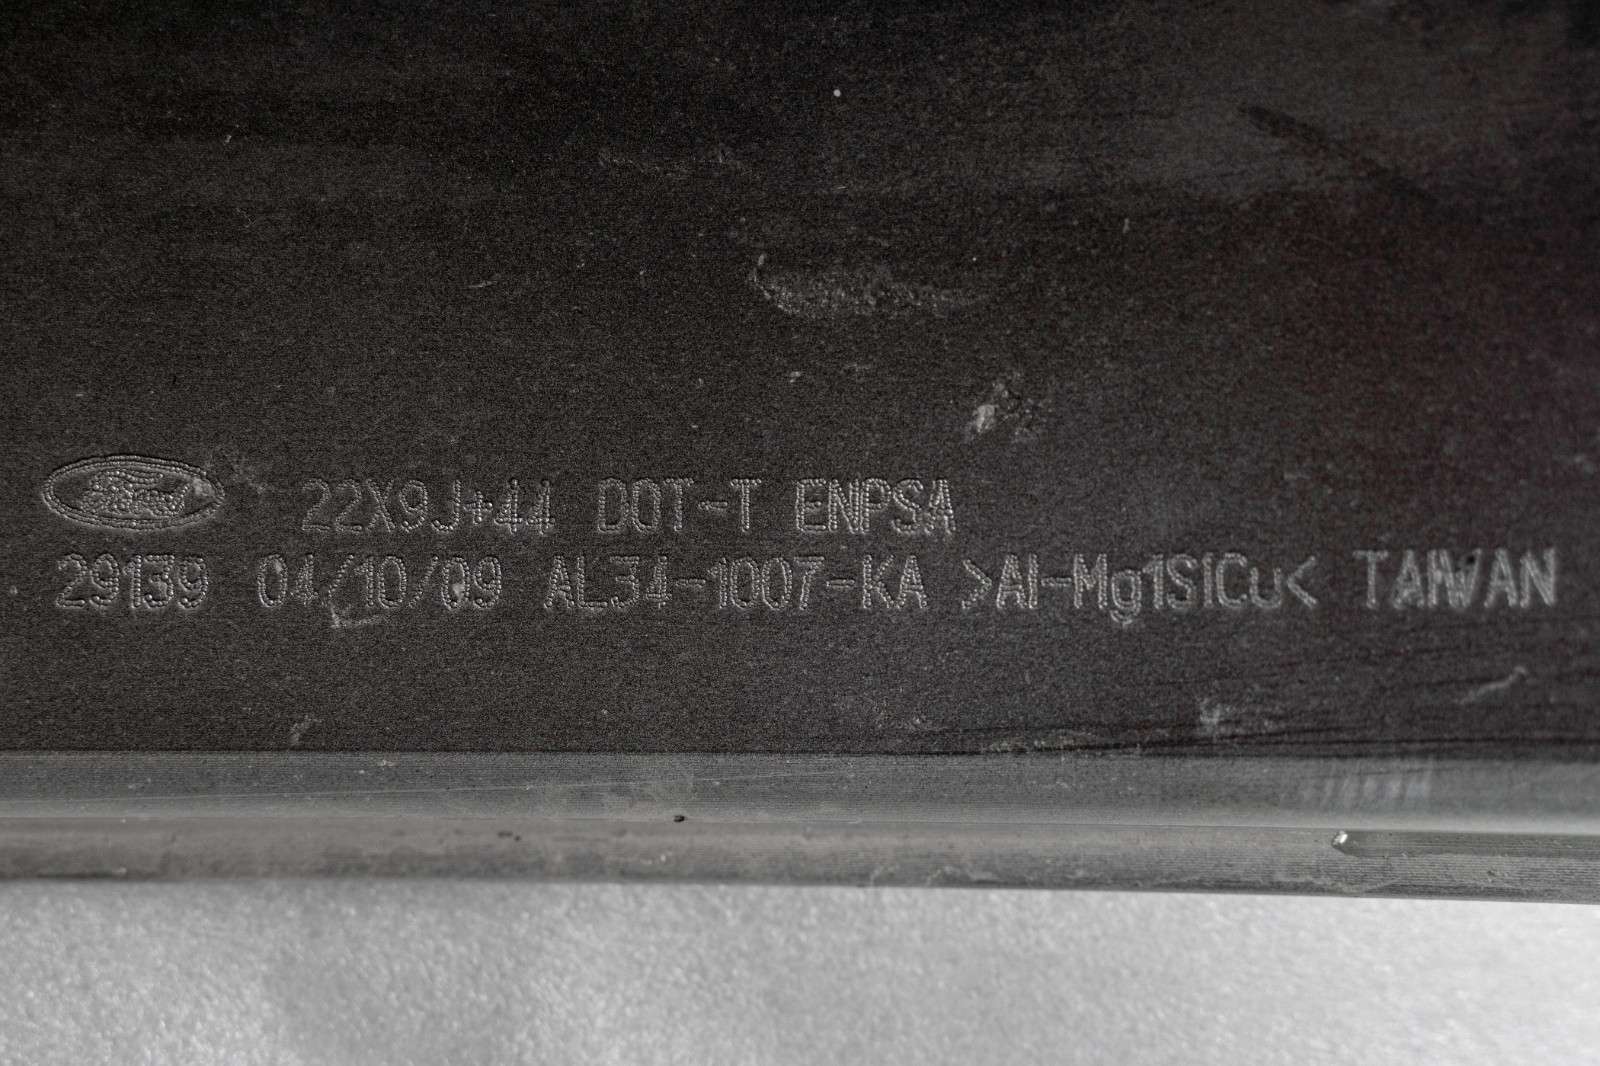 Ford 22X9J+44 DOT-T ENPSA
29139 04/10/09 AL34-1007-KA >Al-Mg1SiCu< TAIWAN